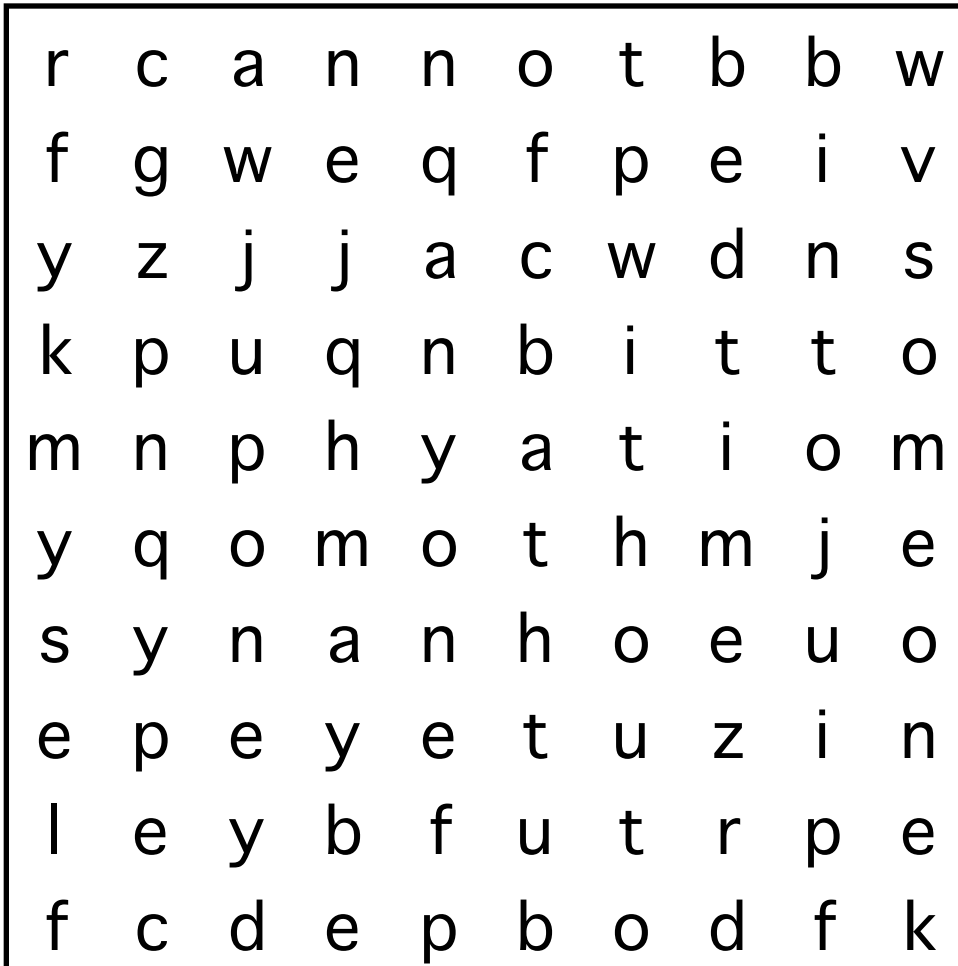 r c a n n o t b b w
f g w e q f p e i v
y z j j a c w d n s
k p u q n b i t t o
m n p h y a t i o m
y q o m o t h m j e
s y n a n h o e u o
e p e y e t u z i n
l e y b f u t r p e
f c d e p b o d f k